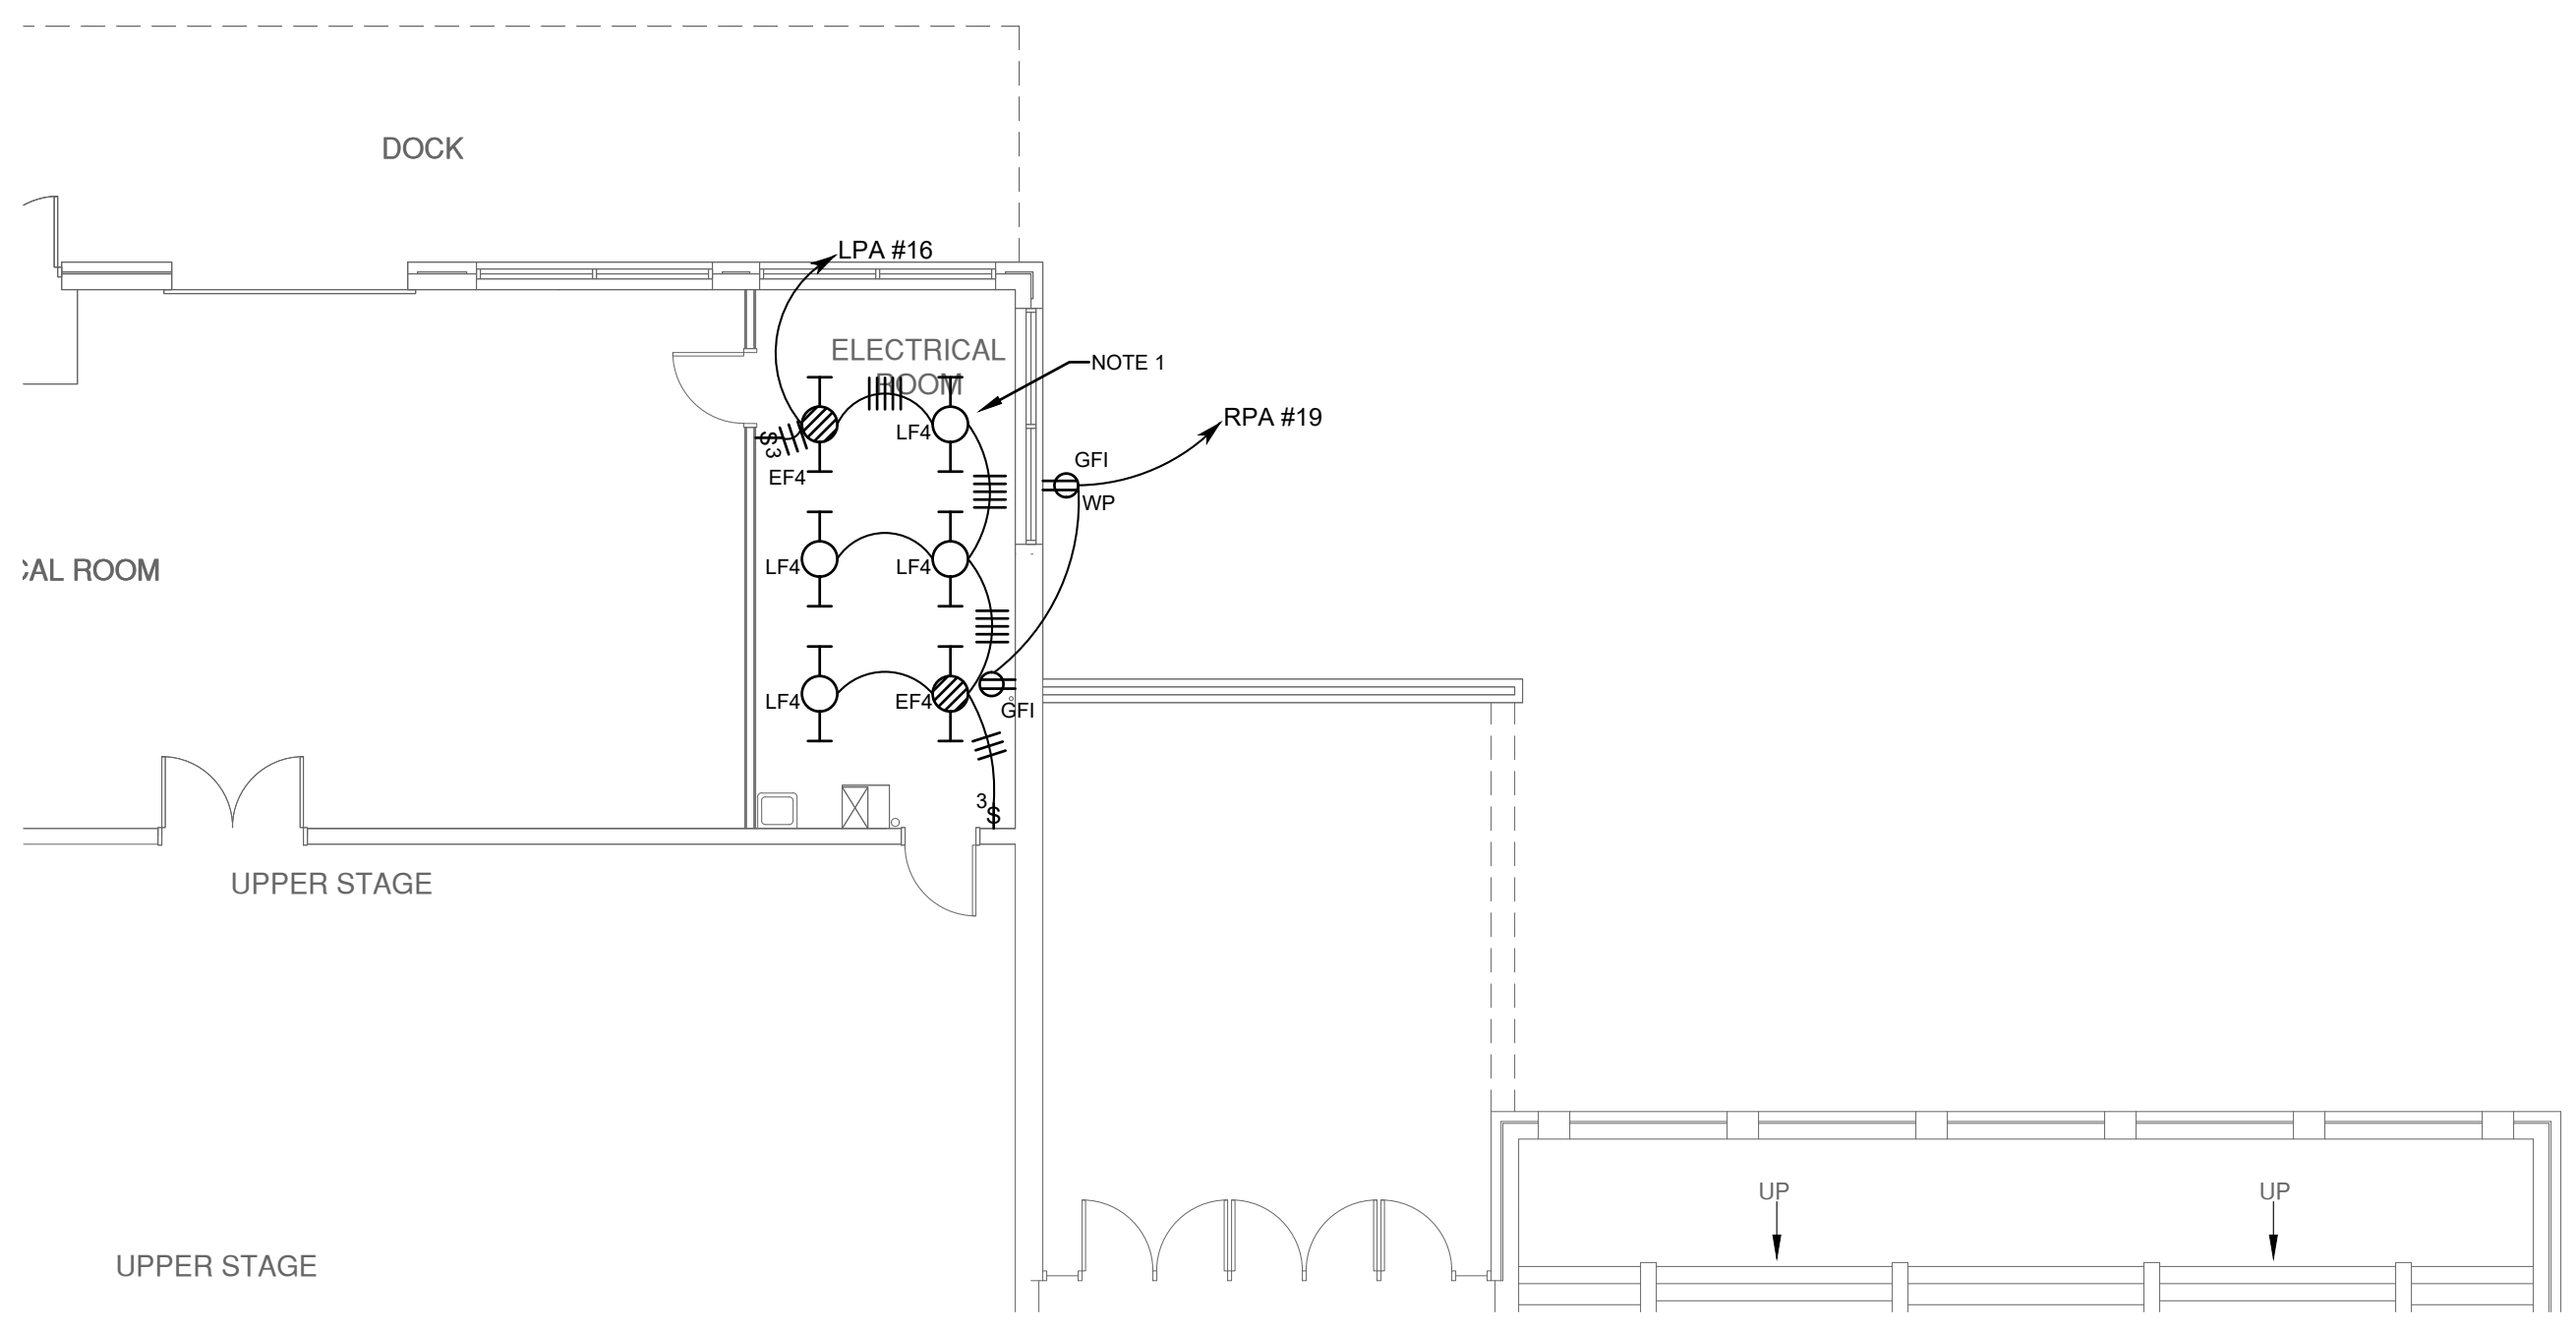 DOCK
LPA #16
ELECTRICAL
ROOM
NOTE 1
RPA #19
LF4
S3
EF4
GFI
WP
LF4
LF4
CAL ROOM
LF4
EF4
GFI
3
S
UPPER STAGE
UP
UP
UPPER STAGE